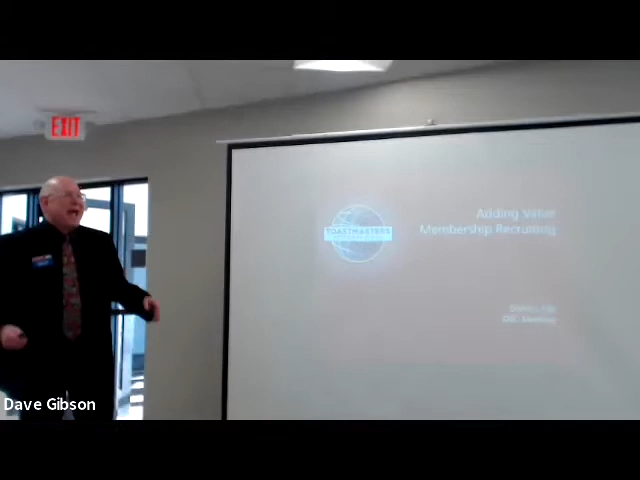 EXIT
TOASTMASTERS
Adding Value
Membership Recruiting
Dave Gibson